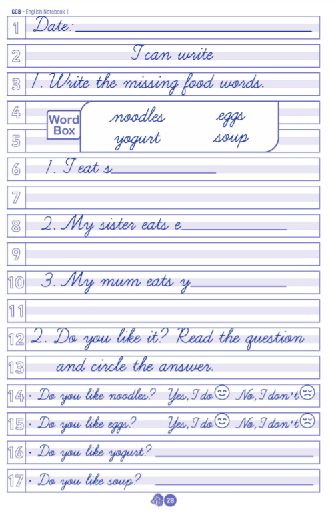 CCB - English Notebook 1
1 Date:
2 I can write
3 1. Write the missing food words.
4 noodles eggs
Word Box
5 yogurt soup
6 1. I eat s
7
8 2. My sister eats e
9
10 3. My mum eats y
11
12 2. Do you like it? Read the question
13 and circle the answer.
14 • Do you like noodles? Yes, I do No, I don't
15 • Do you like eggs? Yes, I do No, I don't
16 • Do you like yogurt?
17 • Do you like soup?
28